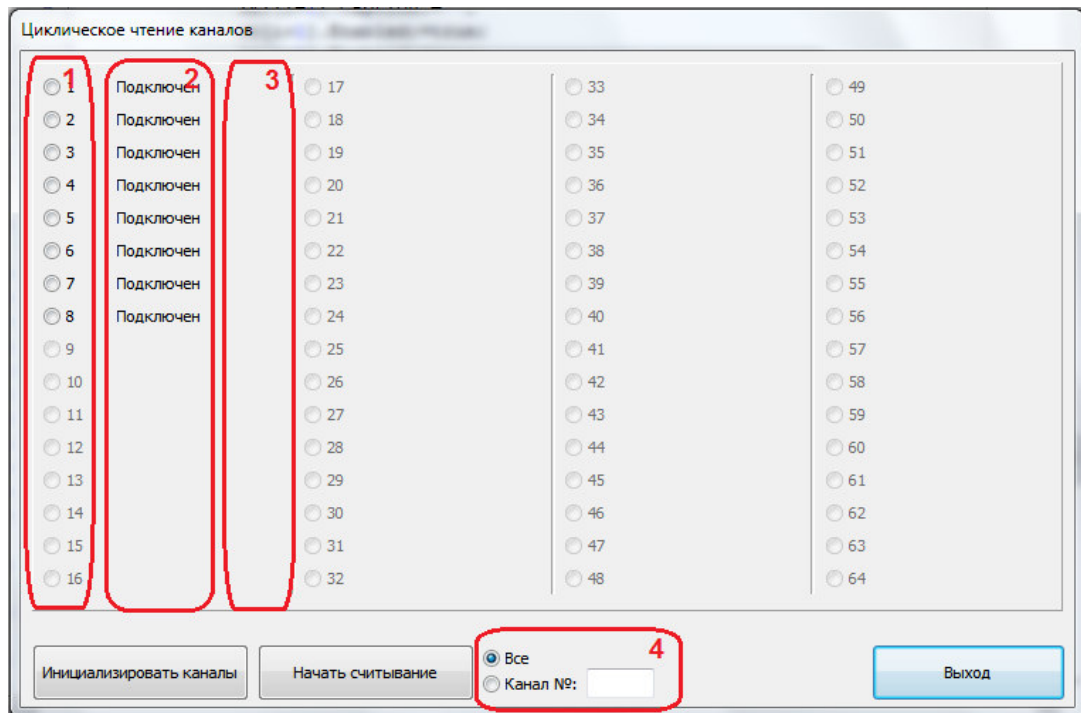 Циклическое чтение каналов
1 2 3 4
1 Подключен 17 33 49
2 Подключен 18 34 50
3 Подключен 19 35 51
4 Подключен 20 36 52
5 Подключен 21 37 53
6 Подключен 22 38 54
7 Подключен 23 39 55
8 Подключен 24 40 56
9 25 41 57
10 26 42 58
11 27 43 59
12 28 44 60
13 29 45 61
14 30 46 62
15 31 47 63
16 32 48 64
Инициализировать каналы Начать считывание Все Выход
Канал №: